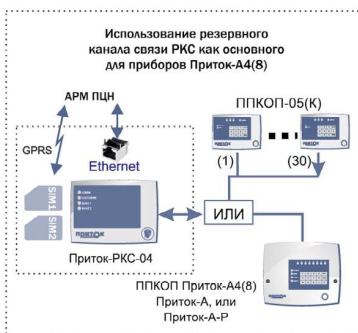 Использование резервного
канала связи РКС как основного
для приборов Приток-А4(8)
АРМ ПЦН
GPRS
Ethernet
SIM1
SIM2
ПРИТОК
Приток-РКС-04
ППКОП-05(К)
(1)
(30)
ИЛИ
ППКОП Приток-А4(8)
Приток-А, или
Приток-А-Р